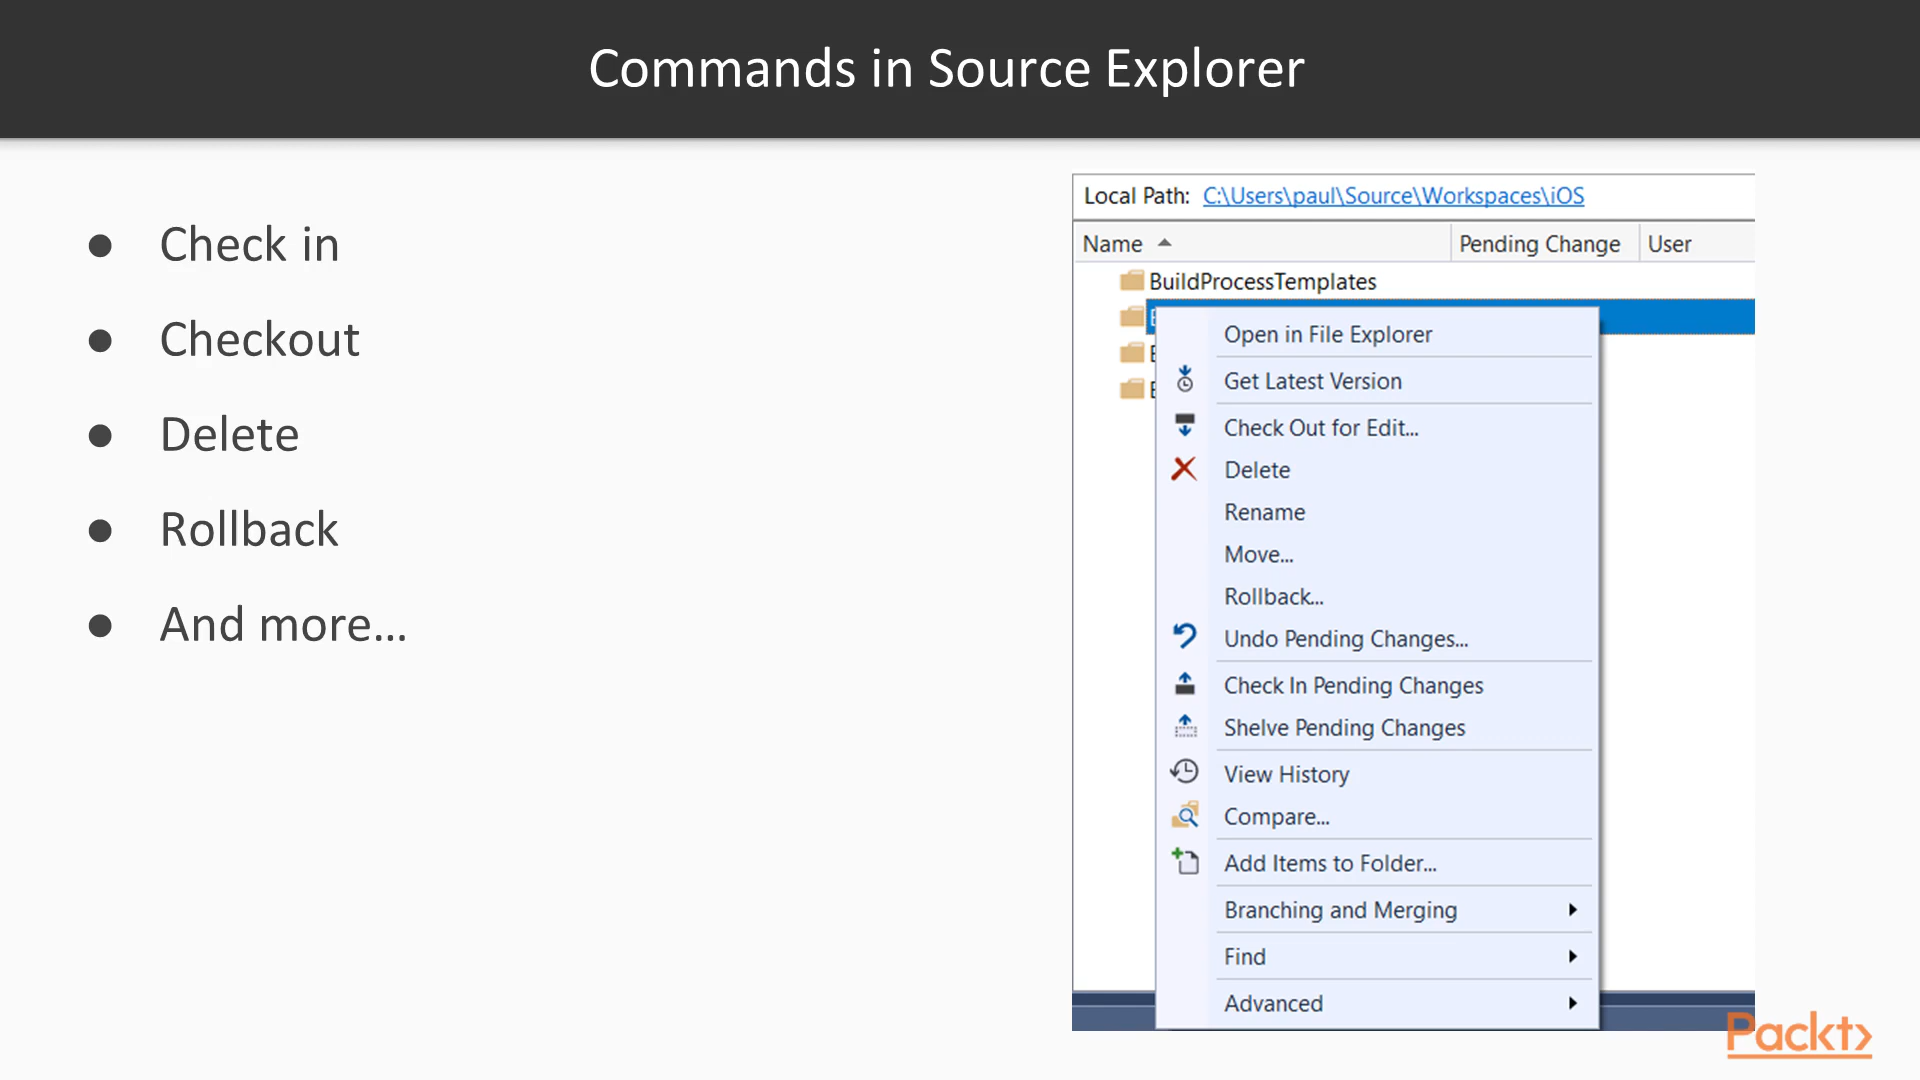 Commands in Source Explorer
● Check in
● Checkout
● Delete
● Rollback
● And more...
Local Path: C:\Users\paul\Source\Workspaces\iOS
Name Pending Change User
BuildProcessTemplates
Open in File Explorer
Get Latest Version
Check Out for Edit...
Delete
Rename
Move...
Rollback...
Undo Pending Changes...
Check In Pending Changes
Shelve Pending Changes
View History
Compare...
Add Items to Folder...
Branching and Merging
Find
Advanced
Packt>